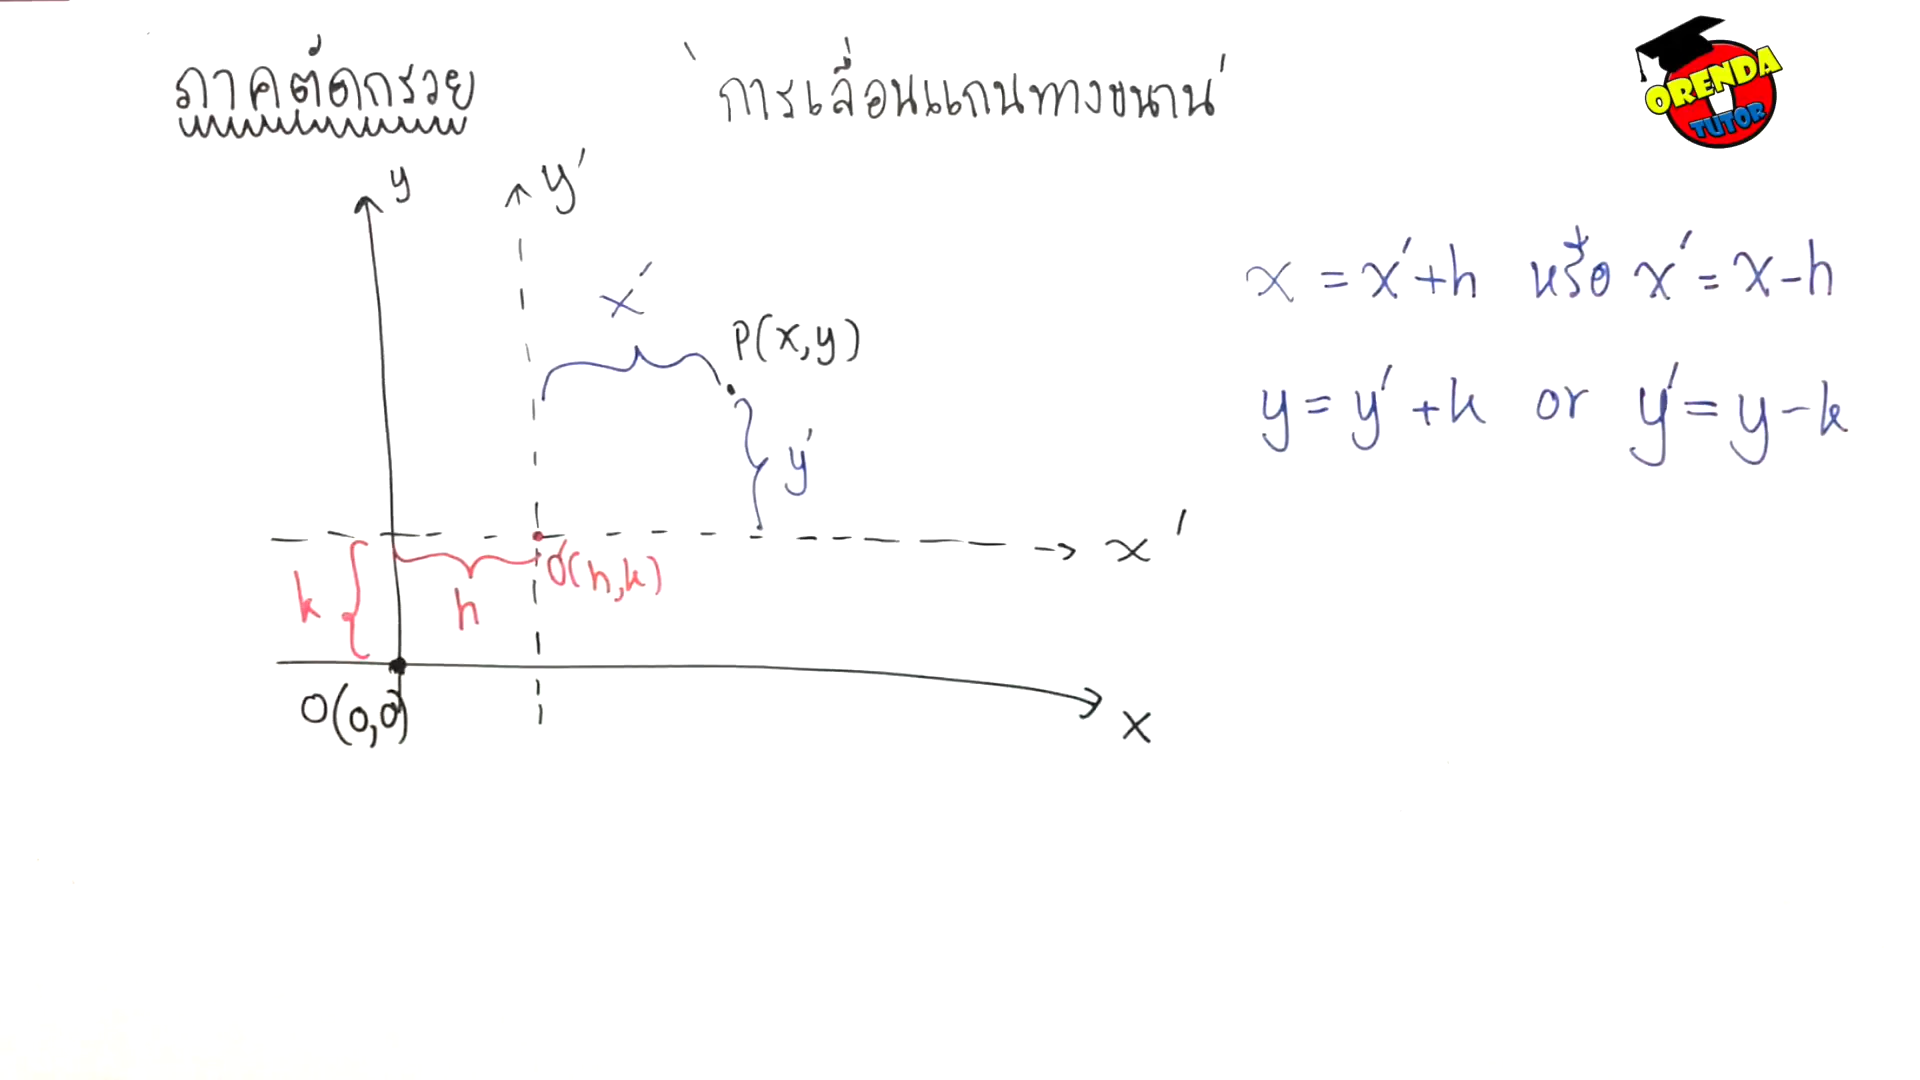 ภาคตัดกรวย
'การเลื่อนแกนทางขนาน'
ORENDA
TUTOR
y
y'
x'
P(x,y)
x = x'+h หรือ x' = x-h
y = y'+k or y' = y-k
y'
x'
k
h
O'(h,k)
O(0,0)
x